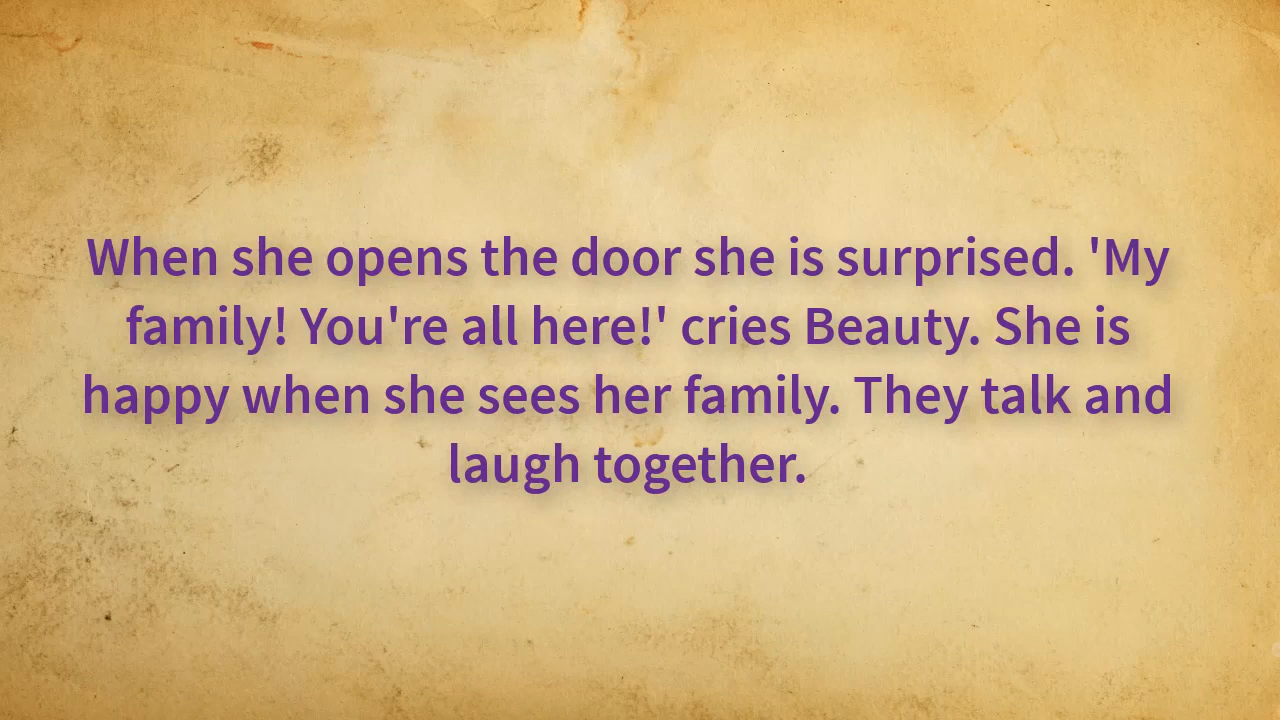 When she opens the door she is surprised. 'My
family! You're all here!' cries Beauty. She is
happy when she sees her family. They talk and
laugh together.